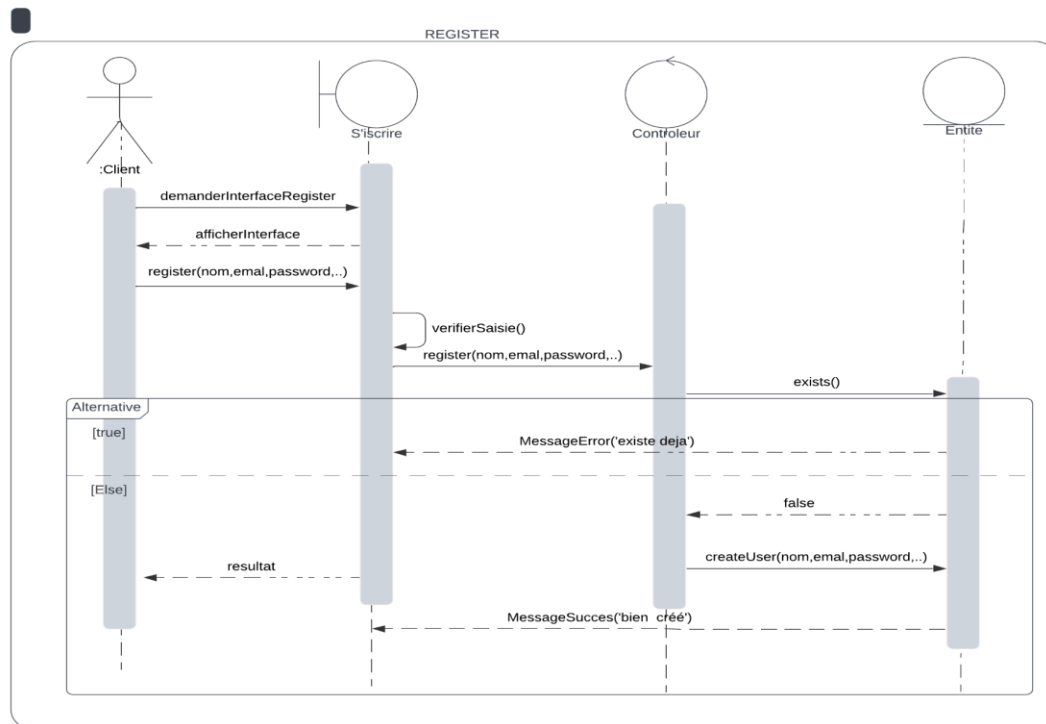 REGISTER
S'iscrire
Controleur
Entite
:Client
demanderInterfaceRegister
afficherInterface
register(nom,emal,password,..)
verifierSaisie()
register(nom,emal,password,..)
exists()
Alternative
[true]
MessageError('existe deja')
[Else]
false
createUser(nom,emal,password,..)
resultat
MessageSucces('bien créé')